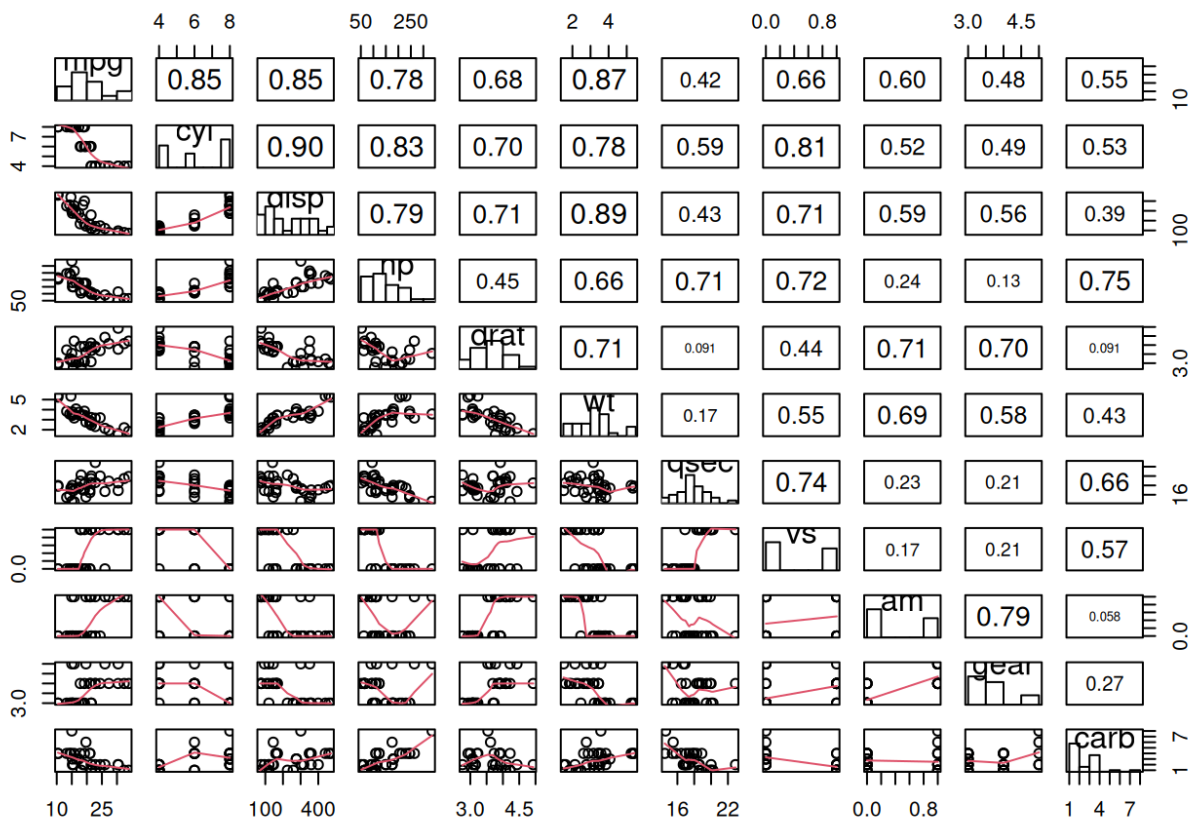 4 6 8 50 250 2 4 0.0 0.8 3.0 4.5
mpg 0.85 0.85 0.78 0.68 0.87 0.42 0.66 0.60 0.48 0.55 10
4 7 cyl 0.90 0.83 0.70 0.78 0.59 0.81 0.52 0.49 0.53
disp 0.79 0.71 0.89 0.43 0.71 0.59 0.56 0.39 100
50 hp 0.45 0.66 0.71 0.72 0.24 0.13 0.75
drat 0.71 0.091 0.44 0.71 0.70 0.091 3.0
2 5 wt 0.17 0.55 0.69 0.58 0.43
qsec 0.74 0.23 0.21 0.66 16
0.0 vs 0.17 0.21 0.57
am 0.79 0.058 0.0
3.0 gear 0.27
carb 1 7
10 25 100 400 3.0 4.5 16 22 0.0 0.8 1 4 7